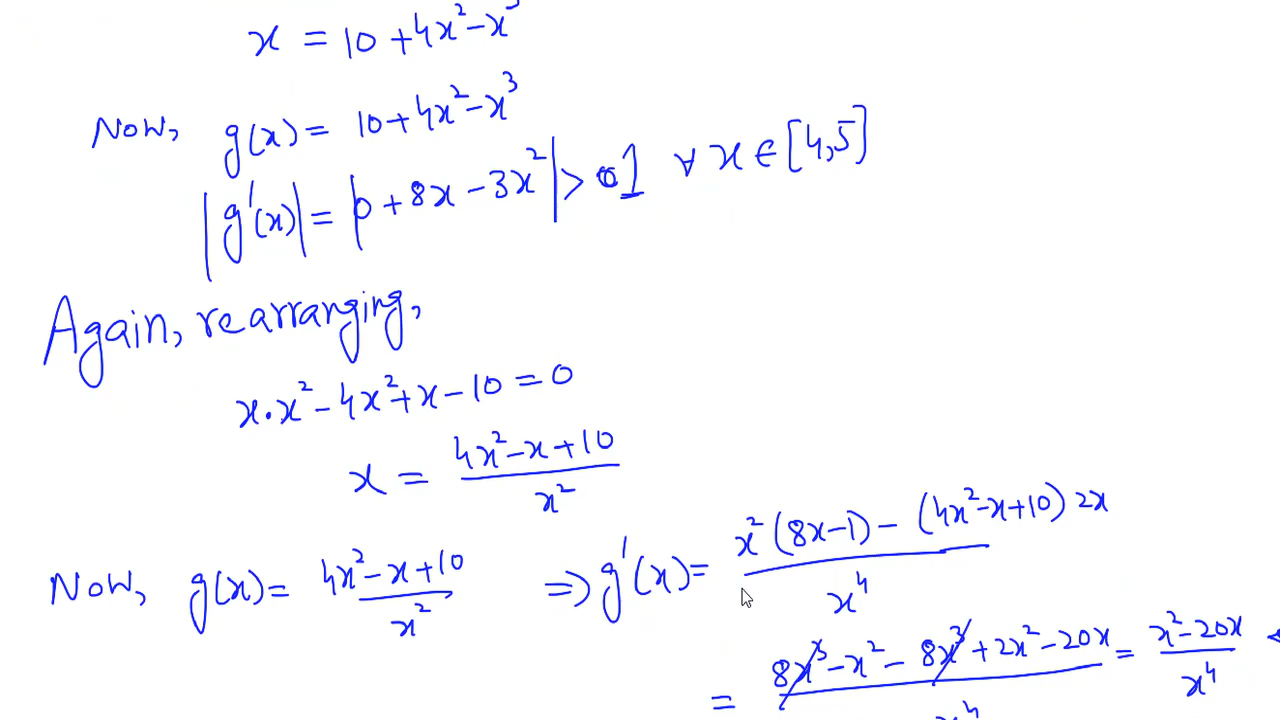 x = 10 + 4x² - x³
Now, g(x) = 10 + 4x² - x³
|g'(x)| = |0 + 8x - 3x²| > 1 ∀ x ∈ [4,5]
Again, rearranging,
x·x² - 4x² + x - 10 = 0
x = (4x² - x + 10)/x²
Now, g(x) = (4x² - x + 10)/x² ⇒ g'(x) = (x²(8x-1) - (4x² - x + 10) 2x)/x⁴
= (8x³ - x² - 8x³ + 2x² - 20x)/x⁴ = (x² - 20x)/x⁴ <